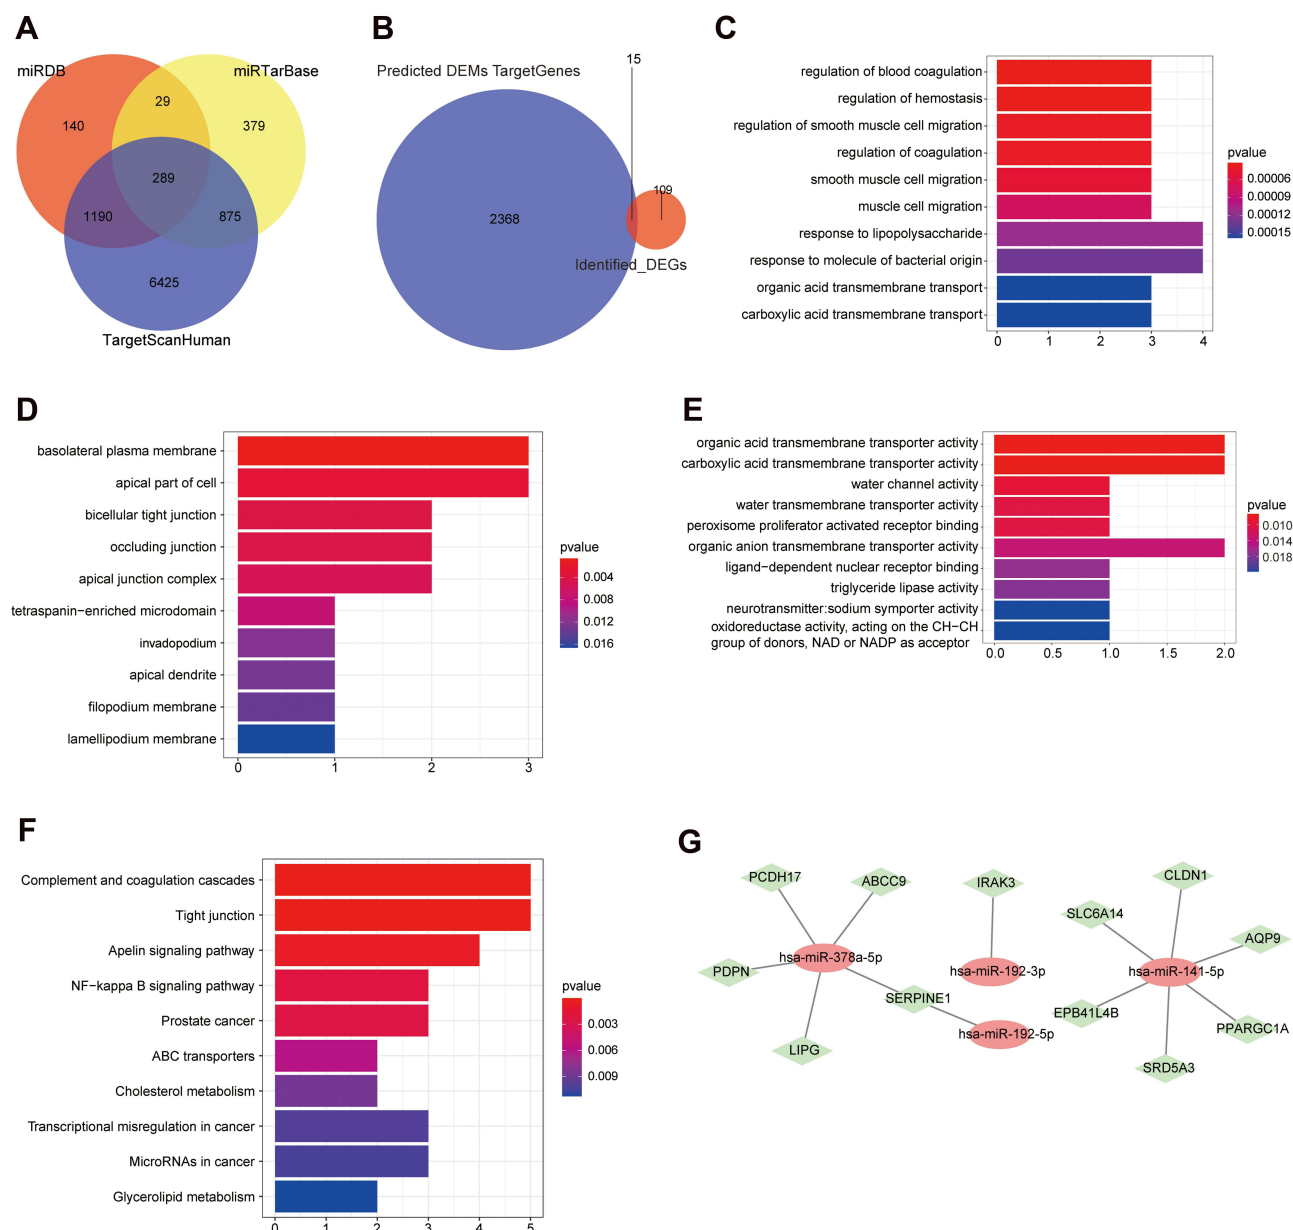 A
miRDB
miRTarBase
29
140
379
289
1190
875
6425
TargetScanHuman
B
15
Predicted DEMs TargetGenes
109
2368
Identified_DEGs
C
regulation of blood coagulation
regulation of hemostasis
regulation of smooth muscle cell migration
regulation of coagulation
smooth muscle cell migration
muscle cell migration
response to lipopolysaccharide
response to molecule of bacterial origin
organic acid transmembrane transport
carboxylic acid transmembrane transport
0 1 2 3 4
pvalue
0.00006
0.00009
0.00012
0.00015
D
basolateral plasma membrane
apical part of cell
bicellular tight junction
occluding junction
apical junction complex
tetraspanin−enriched microdomain
invadopodium
apical dendrite
filopodium membrane
lamellipodium membrane
0 1 2 3
pvalue
0.004
0.008
0.012
0.016
E
organic acid transmembrane transporter activity
carboxylic acid transmembrane transporter activity
water channel activity
water transmembrane transporter activity
peroxisome proliferator activated receptor binding
organic anion transmembrane transporter activity
ligand−dependent nuclear receptor binding
triglyceride lipase activity
neurotransmitter:sodium symporter activity
oxidoreductase activity, acting on the CH−CH
group of donors, NAD or NADP as acceptor
0.0 0.5 1.0 1.5 2.0
pvalue
0.010
0.014
0.018
F
Complement and coagulation cascades
Tight junction
Apelin signaling pathway
NF−kappa B signaling pathway
Prostate cancer
ABC transporters
Cholesterol metabolism
Transcriptional misregulation in cancer
MicroRNAs in cancer
Glycerolipid metabolism
0 1 2 3 4 5
pvalue
0.003
0.006
0.009
G
PCDH17
ABCC9
IRAK3
CLDN1
SLC6A14
AQP9
hsa-miR-378a-5p
PDPN
hsa-miR-192-3p
hsa-miR-141-5p
SERPINE1
EPB41L4B
hsa-miR-192-5p
PPARGC1A
LIPG
SRD5A3